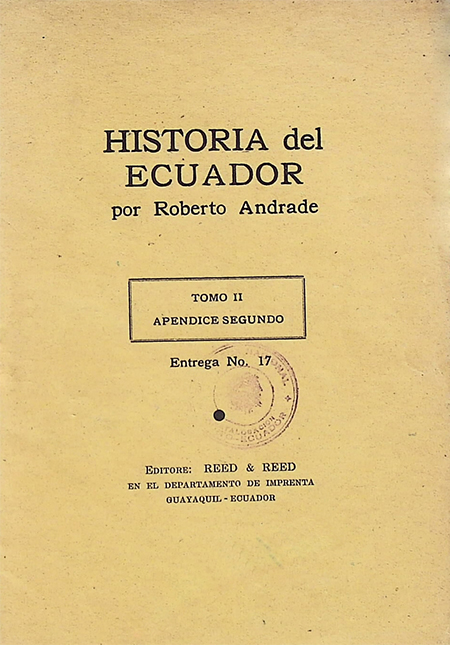 HISTORIA del
ECUADOR
por Roberto Andrade
TOMO II
APENDICE SEGUNDO
Entrega No. 17
ECUADOR
EDITORE: REED & REED
EN EL DEPARTAMENTO DE IMPRENTA
GUAYAQUIL - ECUADOR